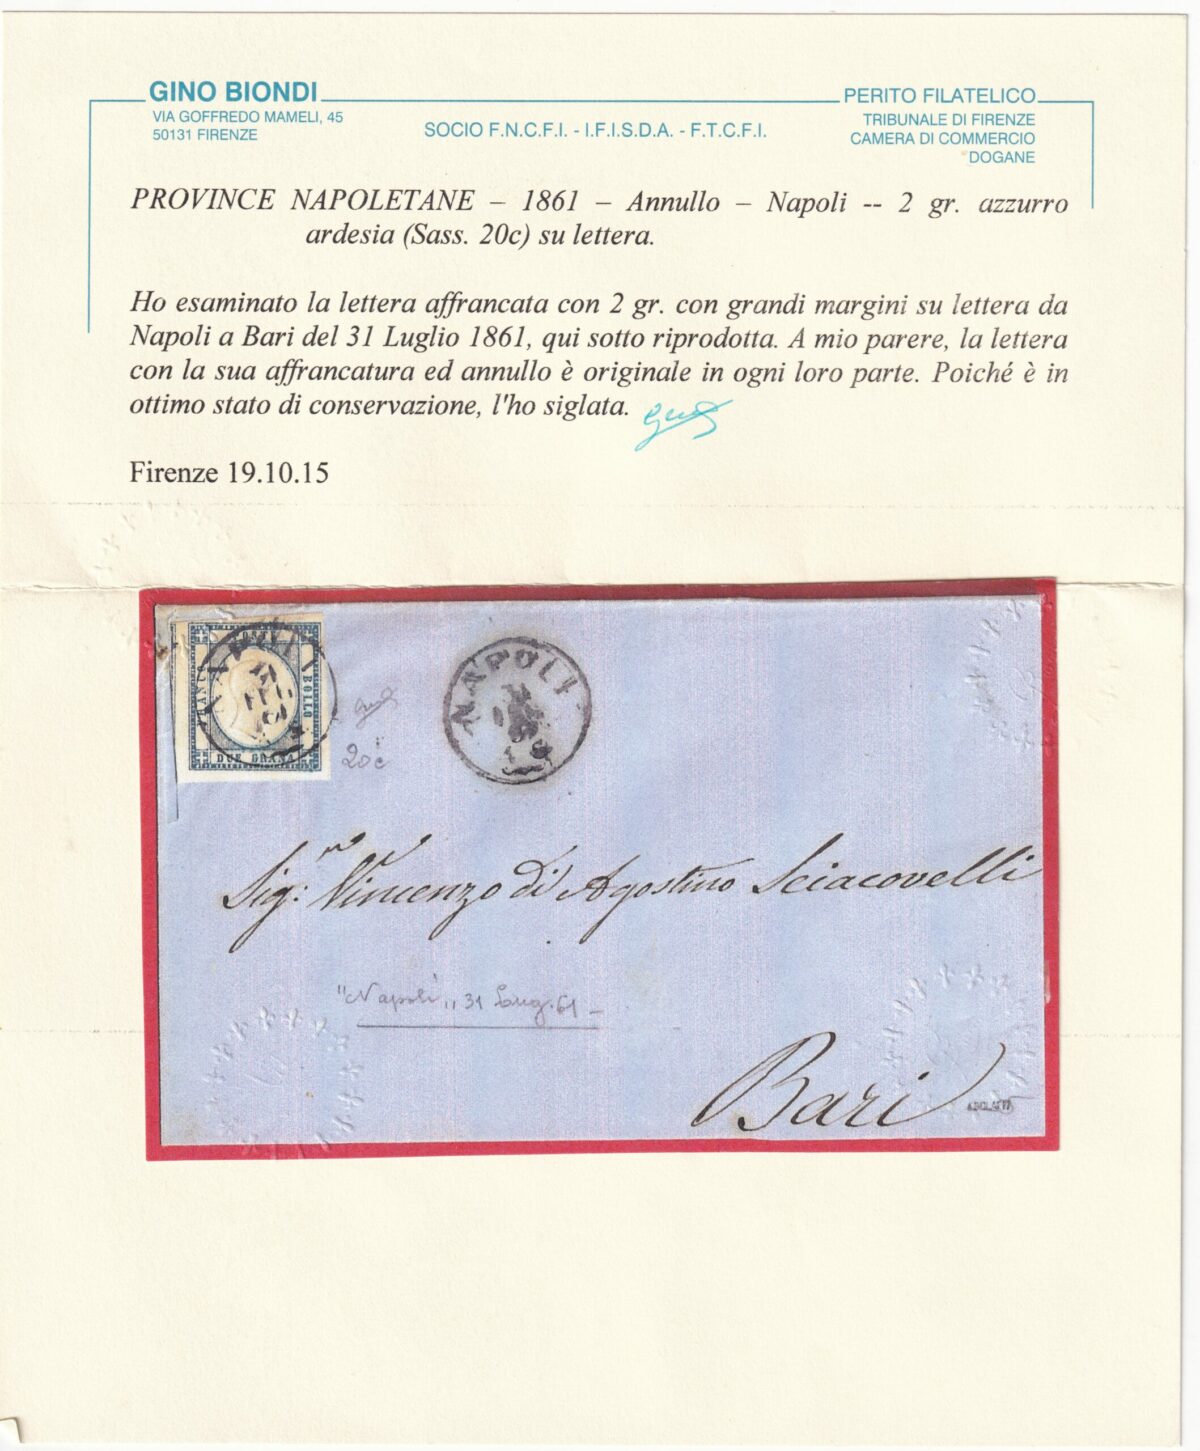 GINO BIONDI
VIA GOFFREDO MAMELI, 45
50131 FIRENZE
SOCIO F.N.C.F.I. - I.F.I.S.D.A. - F.T.C.F.I.
PERITO FILATELICO
TRIBUNALE DI FIRENZE
CAMERA DI COMMERCIO
DOGANE
PROVINCE NAPOLETANE – 1861 – Annullo – Napoli -- 2 gr. azzurro
ardesia (Sass. 20c) su lettera.
Ho esaminato la lettera affrancata con 2 gr. con grandi margini su lettera da
Napoli a Bari del 31 Luglio 1861, qui sotto riprodotta. A mio parere, la lettera
con la sua affrancatura ed annullo è originale in ogni loro parte. Poiché è in
ottimo stato di conservazione, l'ho siglata.
Firenze 19.10.15
FRANCO
BOLLO
DUE GRANA
NAPOLI
20c
NAPOLI
Sig:r Vincenzo di Agostino Sciacovelli
"Napoli" 31 Lug. 61 –
Bari